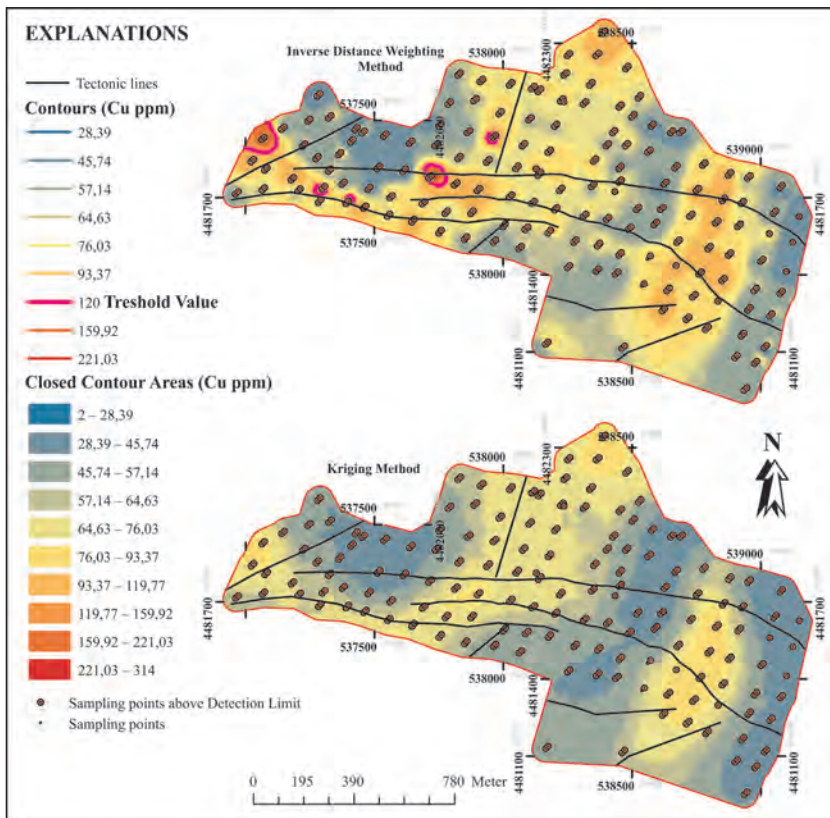 EXPLANATIONS
Tectonic lines
Contours (Cu ppm)
28,39
45,74
57,14
64,63
76,03
93,37
120 Treshold Value
159,92
221,03
Closed Contour Areas (Cu ppm)
2 – 28,39
28,39 – 45,74
45,74 – 57,14
57,14 – 64,63
64,63 – 76,03
76,03 – 93,37
93,37 – 119,77
119,77 – 159,92
159,92 – 221,03
221,03 – 314
Sampling points above Detection Limit
Sampling points
0 195 390 780 Meter
Inverse Distance Weighting
Method
538000
4482300
538500
537500
4482000
539000
4481700
4481700
537500
538000
4481400
4481100
538500
4481100
Kriging Method
538000
4482300
538500
N
537500
4482000
539000
4481700
4481700
537500
538000
4481400
4481100
538500
4481100